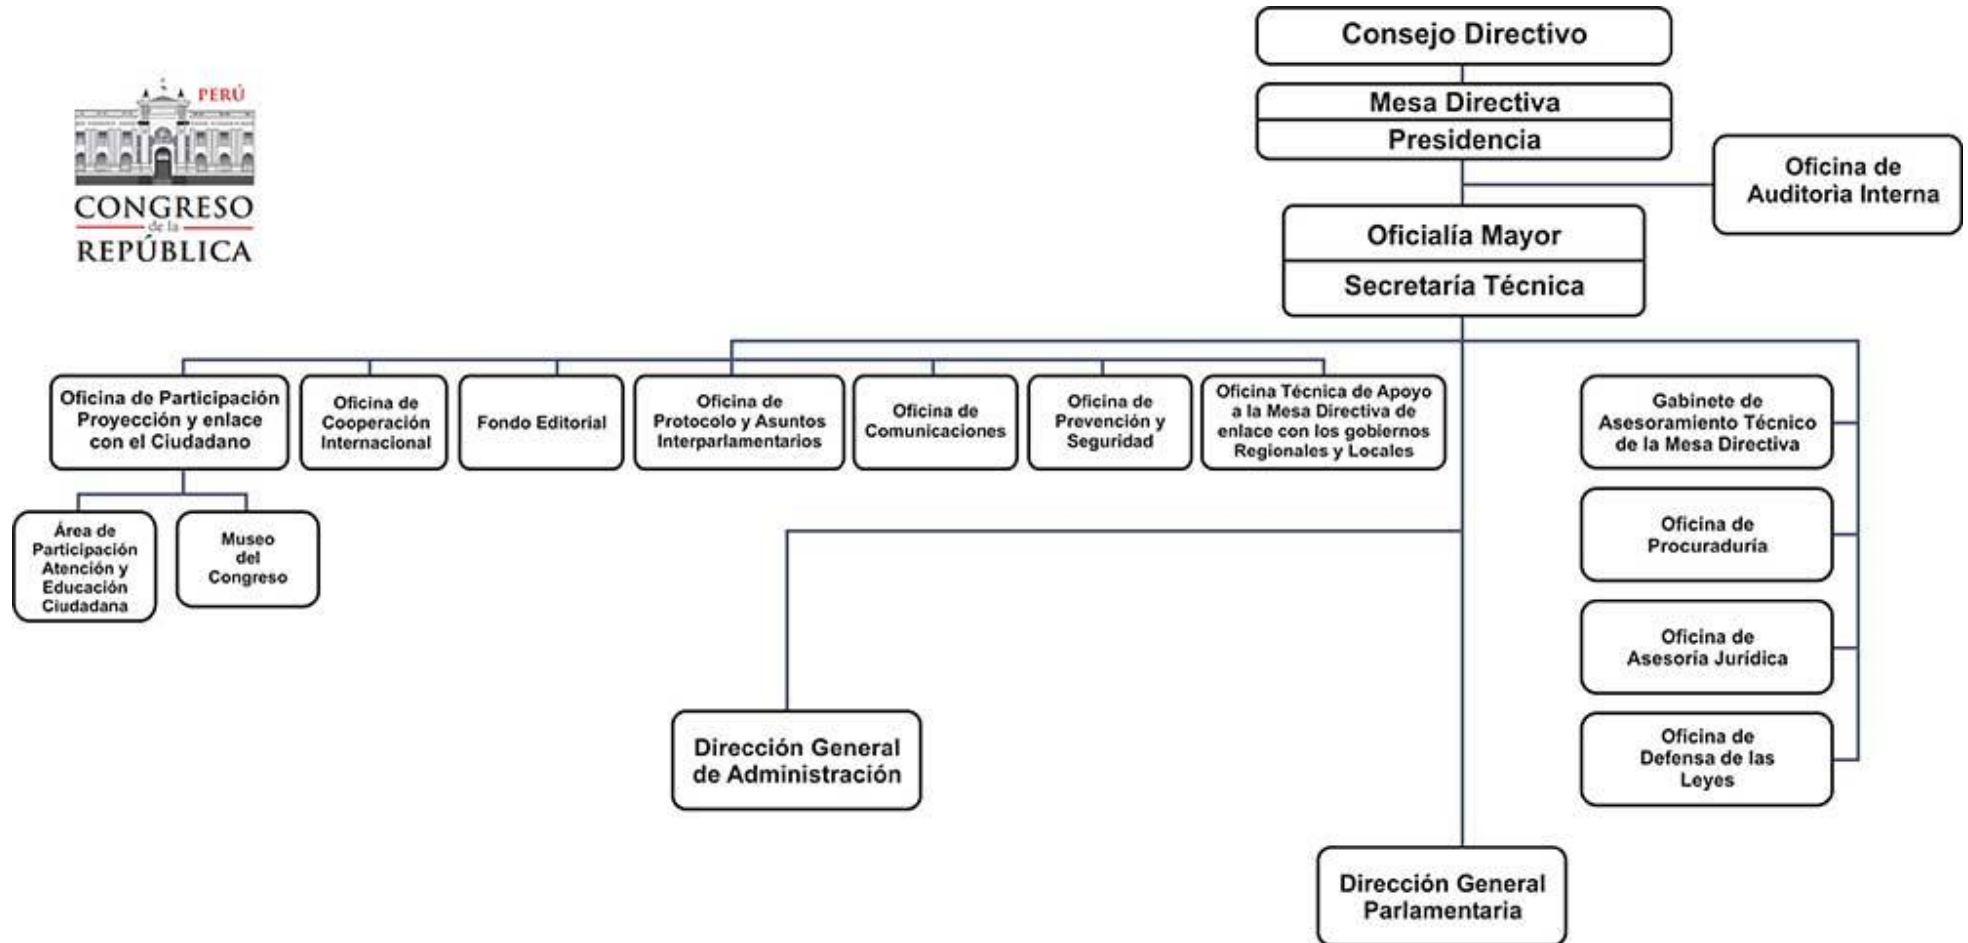 Consejo Directivo
Mesa Directiva
Presidencia
PERÚ
CONGRESO
de la
REPÚBLICA
Oficina de
Auditoria Interna
Oficialía Mayor
Secretaría Técnica
Oficina de Participación
Proyección y enlace
con el Ciudadano
Oficina de
Cooperación
Internacional
Fondo Editorial
Oficina de
Protocolo y Asuntos
Interparlamentarios
Oficina de
Comunicaciones
Oficina de
Prevención y
Seguridad
Oficina Técnica de Apoyo
a la Mesa Directiva de
enlace con los gobiernos
Regionales y Locales
Gabinete de
Asesoramiento Técnico
de la Mesa Directiva
Área de
Participación
Atención y
Educación
Ciudadana
Museo
del
Congreso
Oficina de
Procuraduría
Oficina de
Asesoría Jurídica
Oficina de
Defensa de las
Leyes
Dirección General
de Administración
Dirección General
Parlamentaria